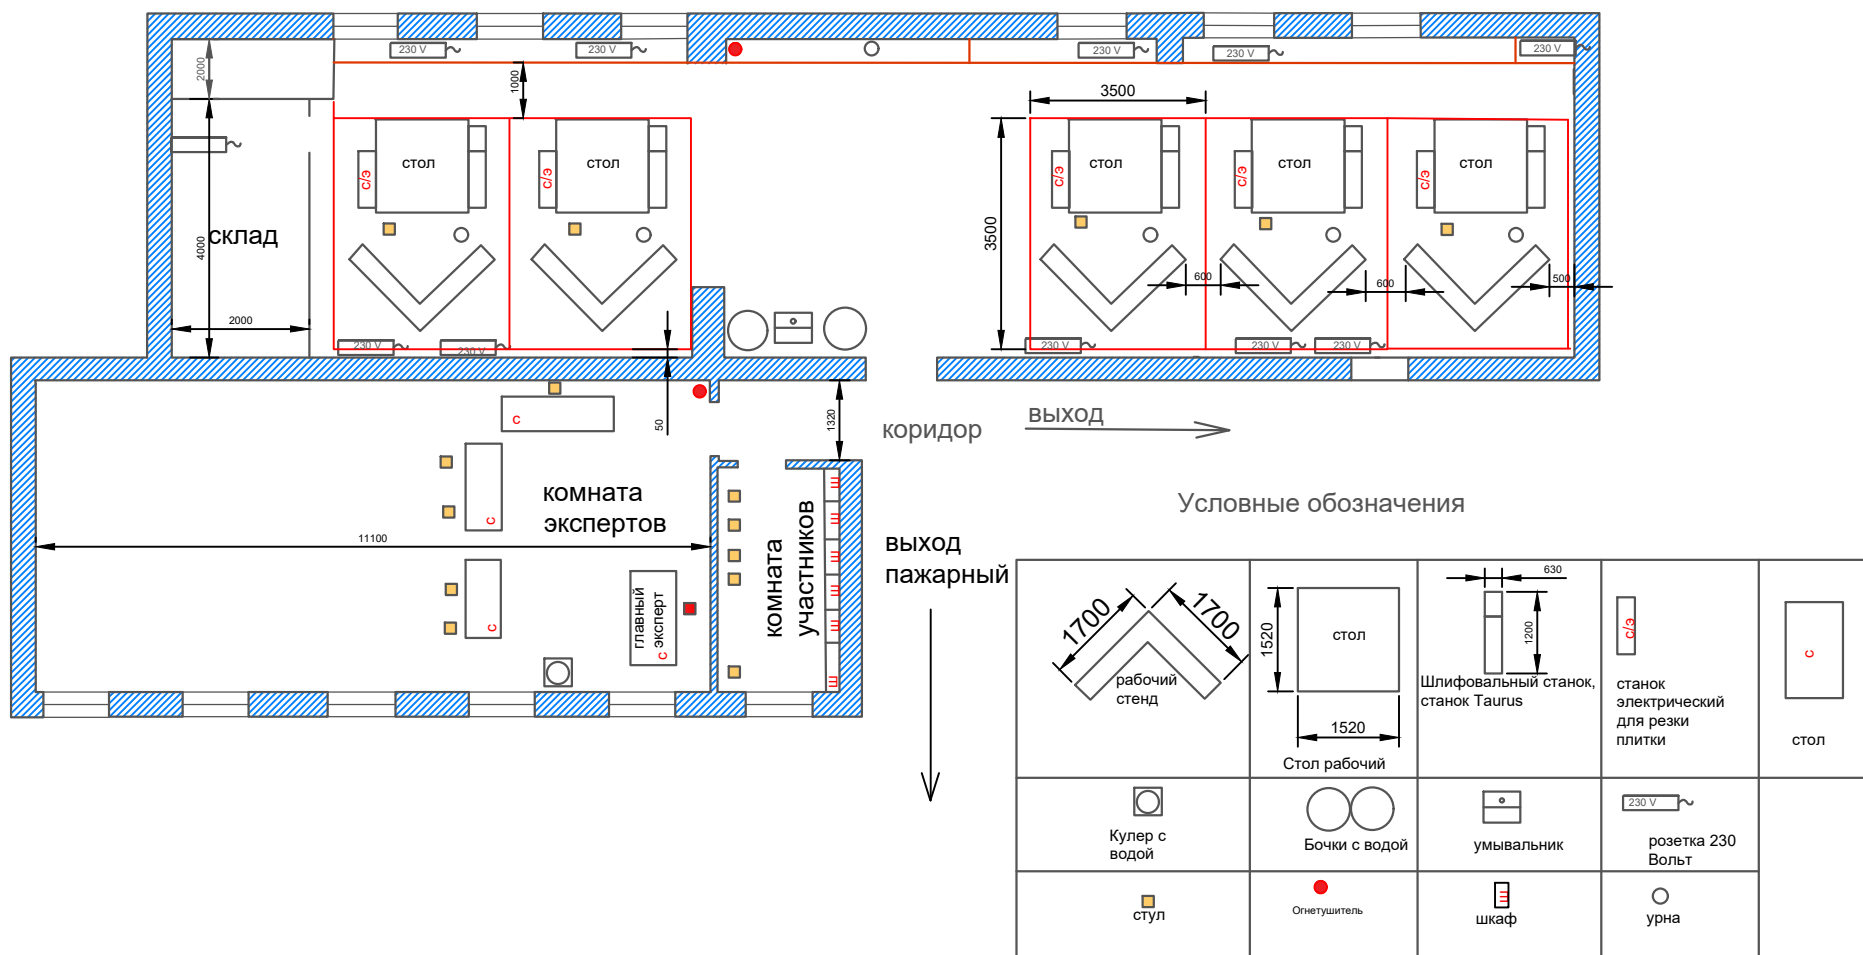 230 V
230 V
230 V
230 V
230 V
2000
1000
3500
стол
стол
стол
стол
стол
с/э
с/э
с/э
с/э
с/э
склад
4000
3500
600
600
500
2000
230 V
230 V
230 V
230 V
230 V
50
1320
с
коридор
выход
комната
экспертов
с
11100
с
главный
эксперт
с
комната
участников
ш
ш
ш
ш
ш
ш
выход
пажарный
Условные обозначения
1700
1700
рабочий
стенд
1520
стол
1520
Стол рабочий
630
1200
Шлифовальный станок,
станок Taurus
с/э
станок
электрический
для резки
плитки
с
стол
Кулер с
водой
Бочки с водой
умывальник
230 V
розетка 230
Вольт
стул
Огнетушитель
ш
шкаф
урна